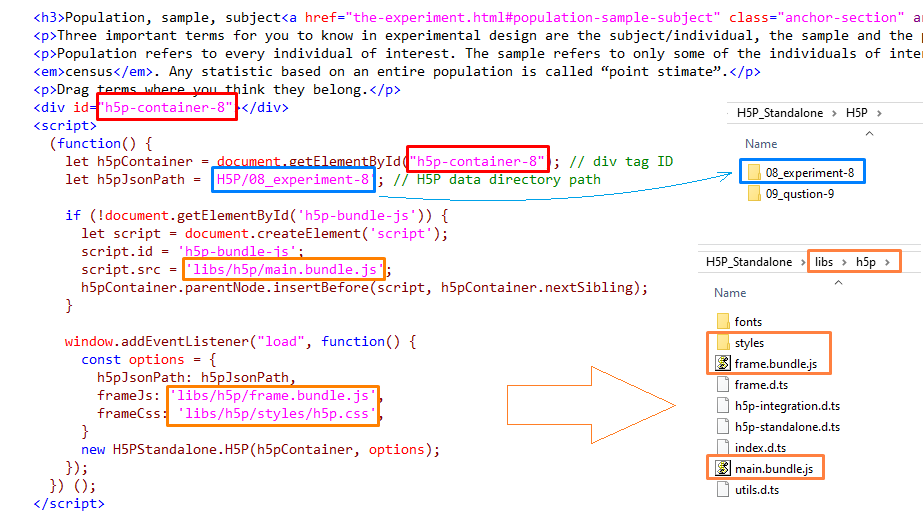 <h3>Population, sample, subject<a href="the-experiment.html#population-sample-subject" class="anchor-section" a
<p>Three important terms for you to know in experimental design are the subject/individual, the sample and the p
<p>Population refers to every individual of interest. The sample refers to only some of the individuals of inter
<em>census</em>. Any statistic based on an entire population is called “point stimate”.</p>
<p>Drag terms where you think they belong.</p>
<div id="h5p-container-8"></div>
<script>
(function() {
let h5pContainer = document.getElementById("h5p-container-8"); // div tag ID
let h5pJsonPath = 'H5P/08_experiment-8'; // H5P data directory path
if (!document.getElementById('h5p-bundle-js')) {
let script = document.createElement('script');
script.id = 'h5p-bundle-js';
script.src = 'libs/h5p/main.bundle.js';
h5pContainer.parentNode.insertBefore(script, h5pContainer.nextSibling);
}
window.addEventListener("load", function() {
const options = {
h5pJsonPath: h5pJsonPath,
frameJs: 'libs/h5p/frame.bundle.js',
frameCss: 'libs/h5p/styles/h5p.css',
}
new H5PStandalone.H5P(h5pContainer, options);
});
}) ();
</script>
H5P_Standalone > H5P >
Name
08_experiment-8
09_qustion-9
H5P_Standalone > libs > h5p >
Name
fonts
styles
frame.bundle.js
frame.d.ts
h5p-integration.d.ts
h5p-standalone.d.ts
index.d.ts
main.bundle.js
utils.d.ts